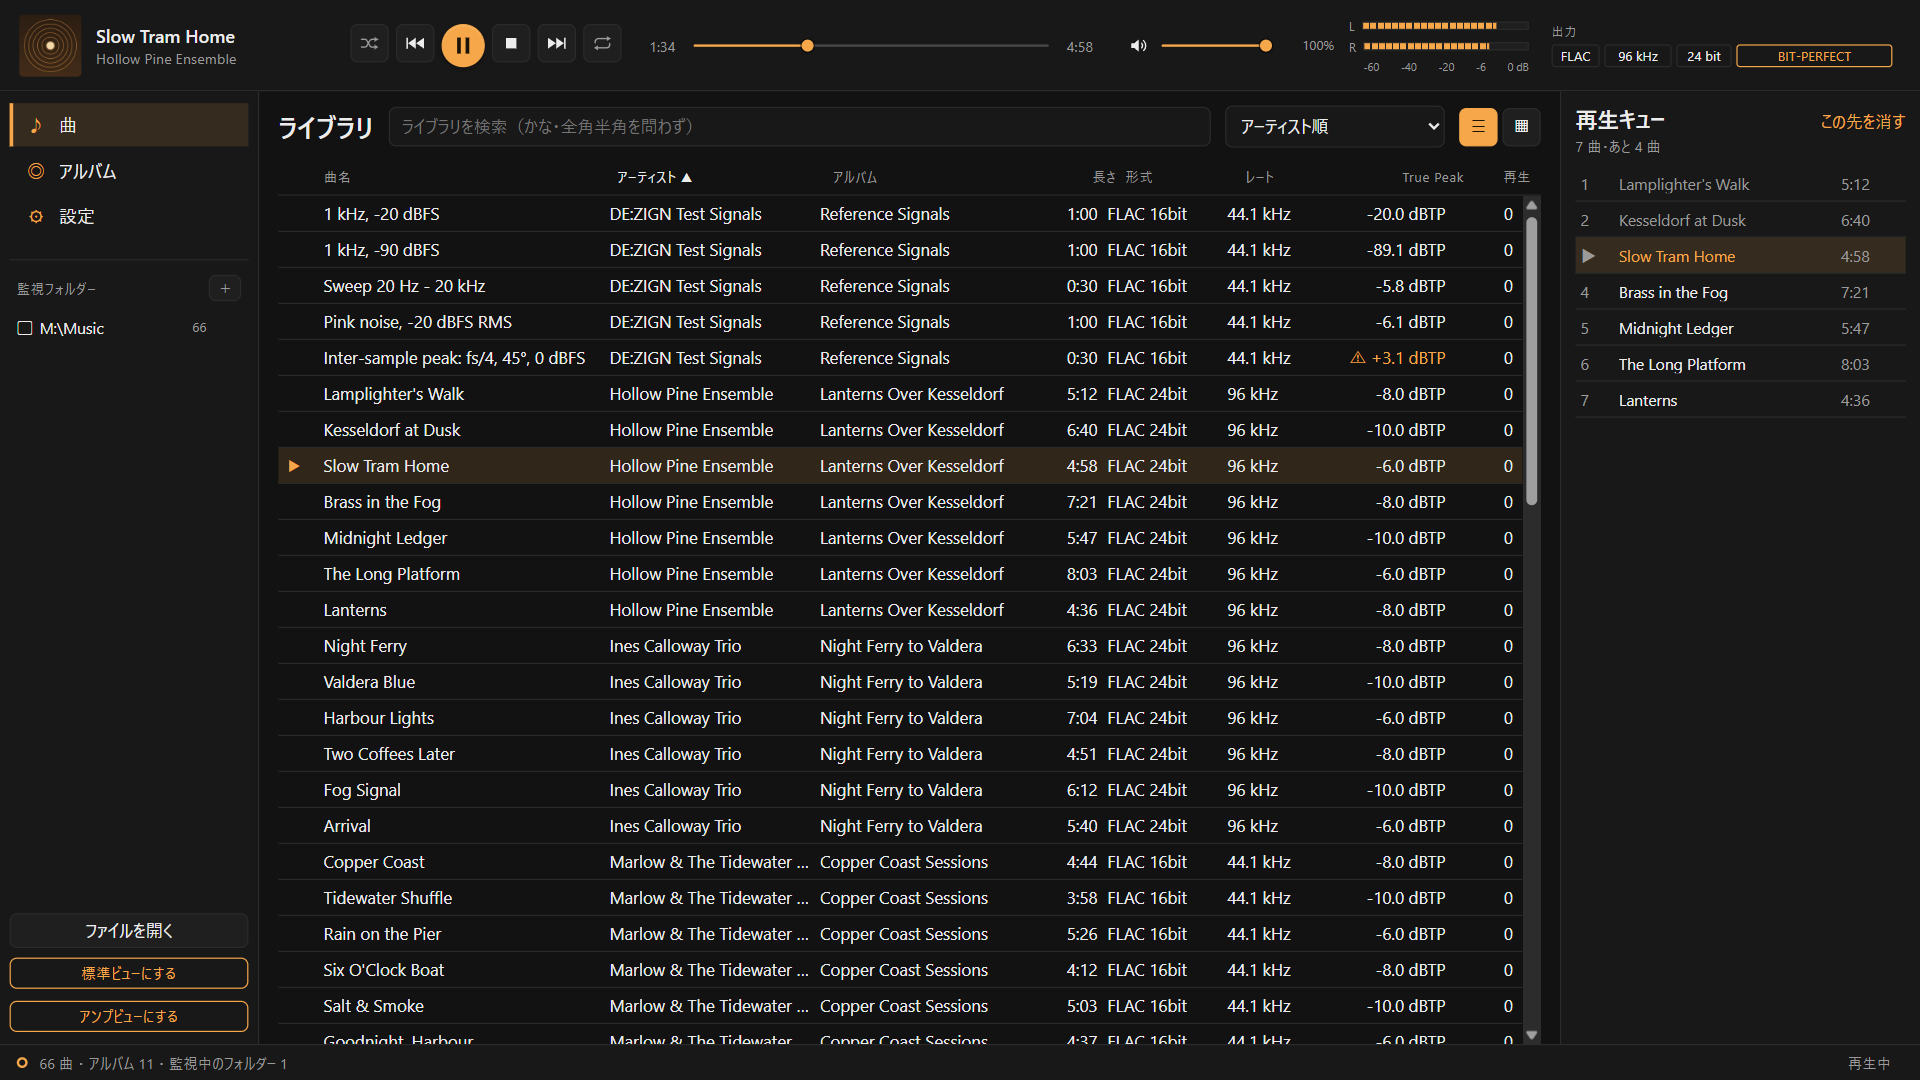 Slow Tram Home
Hollow Pine Ensemble
1:34
4:58
100%
L
R
-60 -40 -20 -6 0 dB
出力
FLAC 96 kHz 24 bit BIT-PERFECT
曲
アルバム
設定
監視フォルダー +
M:\Music 66
ファイルを開く
標準ビューにする
アンプビューにする
ライブラリ ライブラリを検索（かな・全角半角を問わず） アーティスト順
曲名 アーティスト ▲ アルバム 長さ 形式 レート True Peak 再生
1 kHz, -20 dBFS DE:ZIGN Test Signals Reference Signals 1:00 FLAC 16bit 44.1 kHz -20.0 dBTP 0
1 kHz, -90 dBFS DE:ZIGN Test Signals Reference Signals 1:00 FLAC 16bit 44.1 kHz -89.1 dBTP 0
Sweep 20 Hz - 20 kHz DE:ZIGN Test Signals Reference Signals 0:30 FLAC 16bit 44.1 kHz -5.8 dBTP 0
Pink noise, -20 dBFS RMS DE:ZIGN Test Signals Reference Signals 1:00 FLAC 16bit 44.1 kHz -6.1 dBTP 0
Inter-sample peak: fs/4, 45°, 0 dBFS DE:ZIGN Test Signals Reference Signals 0:30 FLAC 16bit 44.1 kHz ⚠ +3.1 dBTP 0
Lamplighter's Walk Hollow Pine Ensemble Lanterns Over Kesseldorf 5:12 FLAC 24bit 96 kHz -8.0 dBTP 0
Kesseldorf at Dusk Hollow Pine Ensemble Lanterns Over Kesseldorf 6:40 FLAC 24bit 96 kHz -10.0 dBTP 0
Slow Tram Home Hollow Pine Ensemble Lanterns Over Kesseldorf 4:58 FLAC 24bit 96 kHz -6.0 dBTP 0
Brass in the Fog Hollow Pine Ensemble Lanterns Over Kesseldorf 7:21 FLAC 24bit 96 kHz -8.0 dBTP 0
Midnight Ledger Hollow Pine Ensemble Lanterns Over Kesseldorf 5:47 FLAC 24bit 96 kHz -10.0 dBTP 0
The Long Platform Hollow Pine Ensemble Lanterns Over Kesseldorf 8:03 FLAC 24bit 96 kHz -6.0 dBTP 0
Lanterns Hollow Pine Ensemble Lanterns Over Kesseldorf 4:36 FLAC 24bit 96 kHz -8.0 dBTP 0
Night Ferry Ines Calloway Trio Night Ferry to Valdera 6:33 FLAC 24bit 96 kHz -8.0 dBTP 0
Valdera Blue Ines Calloway Trio Night Ferry to Valdera 5:19 FLAC 24bit 96 kHz -10.0 dBTP 0
Harbour Lights Ines Calloway Trio Night Ferry to Valdera 7:04 FLAC 24bit 96 kHz -6.0 dBTP 0
Two Coffees Later Ines Calloway Trio Night Ferry to Valdera 4:51 FLAC 24bit 96 kHz -8.0 dBTP 0
Fog Signal Ines Calloway Trio Night Ferry to Valdera 6:12 FLAC 24bit 96 kHz -10.0 dBTP 0
Arrival Ines Calloway Trio Night Ferry to Valdera 5:40 FLAC 24bit 96 kHz -6.0 dBTP 0
Copper Coast Marlow & The Tidewater ... Copper Coast Sessions 4:44 FLAC 16bit 44.1 kHz -8.0 dBTP 0
Tidewater Shuffle Marlow & The Tidewater ... Copper Coast Sessions 3:58 FLAC 16bit 44.1 kHz -10.0 dBTP 0
Rain on the Pier Marlow & The Tidewater ... Copper Coast Sessions 5:26 FLAC 16bit 44.1 kHz -6.0 dBTP 0
Six O'Clock Boat Marlow & The Tidewater ... Copper Coast Sessions 4:12 FLAC 16bit 44.1 kHz -8.0 dBTP 0
Salt & Smoke Marlow & The Tidewater ... Copper Coast Sessions 5:03 FLAC 16bit 44.1 kHz -10.0 dBTP 0
Goodnight, Harbour Marlow & The Tidewater ... Copper Coast Sessions 4:37 FLAC 16bit 44.1 kHz -6.0 dBTP 0
再生キュー この先を消す
7 曲・あと 4 曲
1 Lamplighter's Walk 5:12
2 Kesseldorf at Dusk 6:40
Slow Tram Home 4:58
4 Brass in the Fog 7:21
5 Midnight Ledger 5:47
6 The Long Platform 8:03
7 Lanterns 4:36
66 曲・アルバム 11・監視中のフォルダー 1
再生中